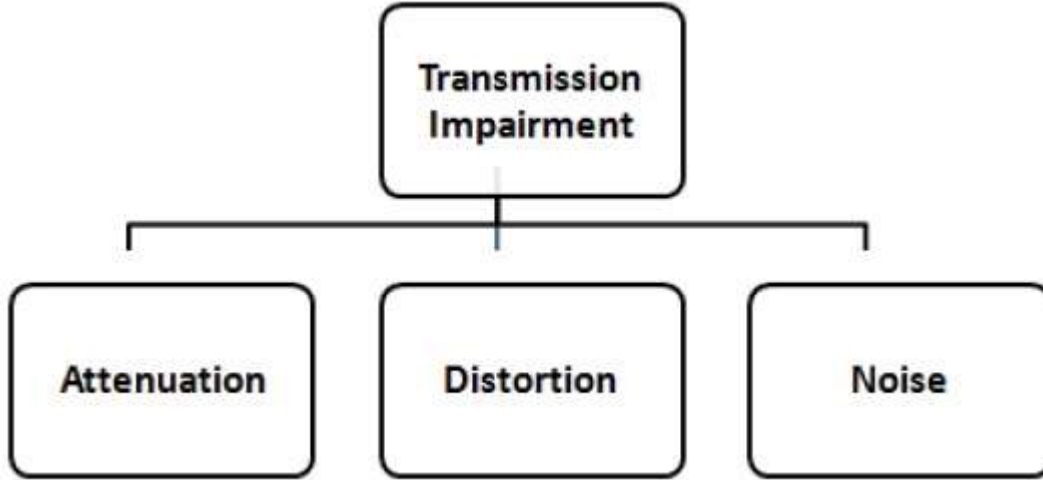 Transmission
Impairment
Attenuation
Distortion
Noise